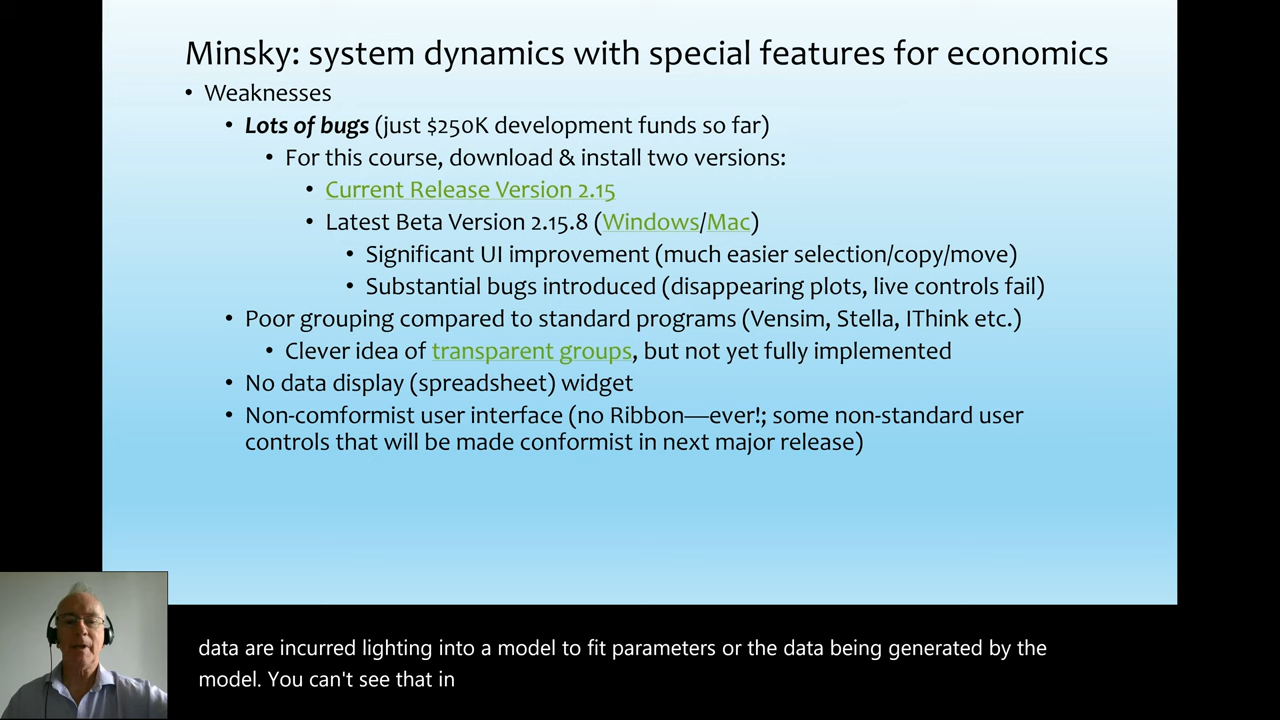 Minsky: system dynamics with special features for economics
• Weaknesses
• Lots of bugs (just $250K development funds so far)
• For this course, download & install two versions:
• Current Release Version 2.15
• Latest Beta Version 2.15.8 (Windows/Mac)
• Significant UI improvement (much easier selection/copy/move)
• Substantial bugs introduced (disappearing plots, live controls fail)
• Poor grouping compared to standard programs (Vensim, Stella, IThink etc.)
• Clever idea of transparent groups, but not yet fully implemented
• No data display (spreadsheet) widget
• Non-comformist user interface (no Ribbon—ever!; some non-standard user
controls that will be made conformist in next major release)
data are incurred lighting into a model to fit parameters or the data being generated by the
model. You can't see that in